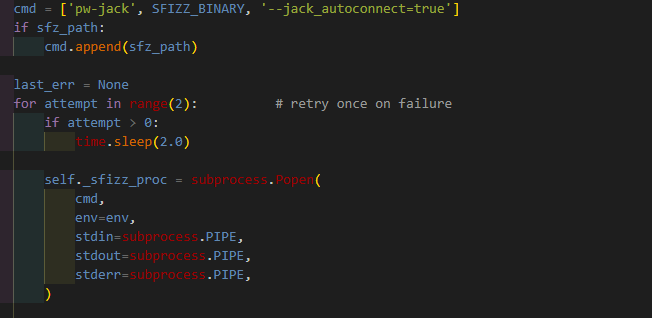 cmd = ['pw-jack', SFIZZ_BINARY, '--jack_autoconnect=true']
if sfz_path:
    cmd.append(sfz_path)

last_err = None
for attempt in range(2):          # retry once on failure
    if attempt > 0:
        time.sleep(2.0)

    self._sfizz_proc = subprocess.Popen(
        cmd,
        env=env,
        stdin=subprocess.PIPE,
        stdout=subprocess.PIPE,
        stderr=subprocess.PIPE,
    )